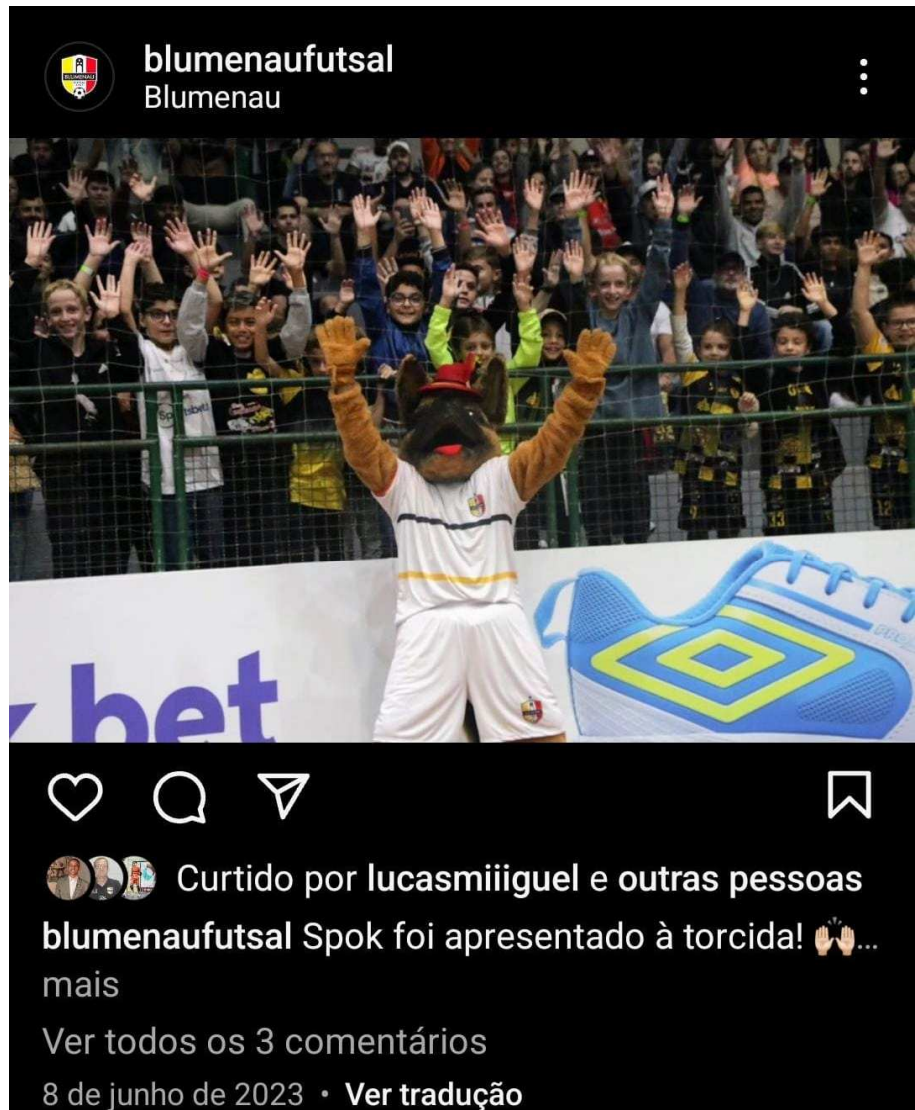 blumenaufutsal
Blumenau
BLUMENAU
bet
Curtido por lucasmiiiguel e outras pessoas
blumenaufutsal Spok foi apresentado à torcida! 🙌🏻...
mais
Ver todos os 3 comentários
8 de junho de 2023 • Ver tradução